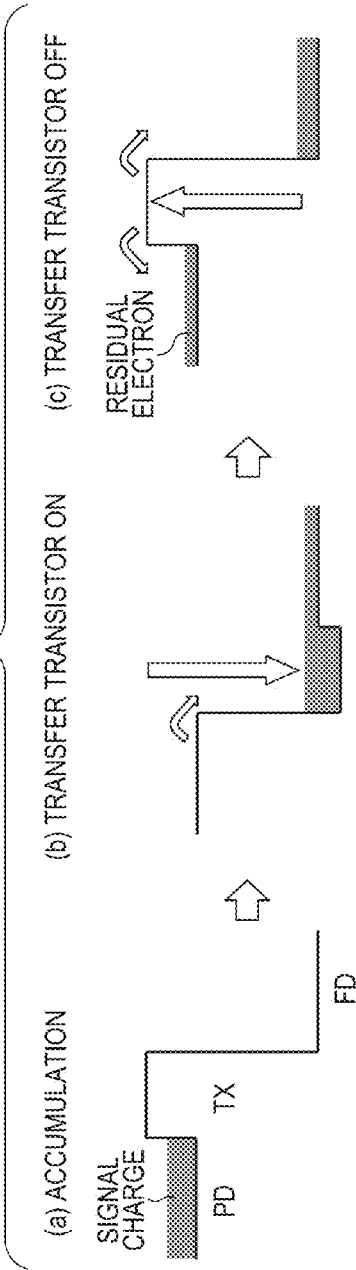 (a) ACCUMULATION
SIGNAL
CHARGE
PD
TX
FD
(b) TRANSFER TRANSISTOR ON
(c) TRANSFER TRANSISTOR OFF
RESIDUAL
ELECTRON